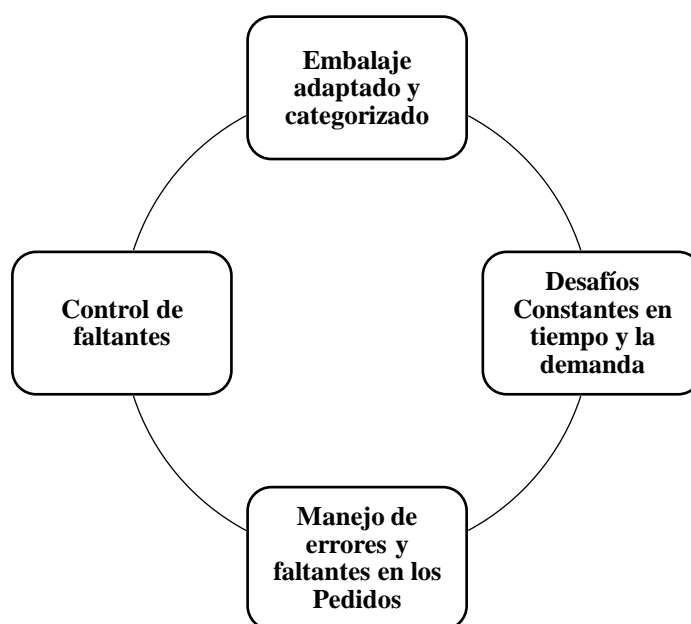 Embalaje
adaptado y
categorizado
Desafíos
Constantes en
tiempo y la
demanda
Manejo de
errores y
faltantes en los
Pedidos
Control de
faltantes